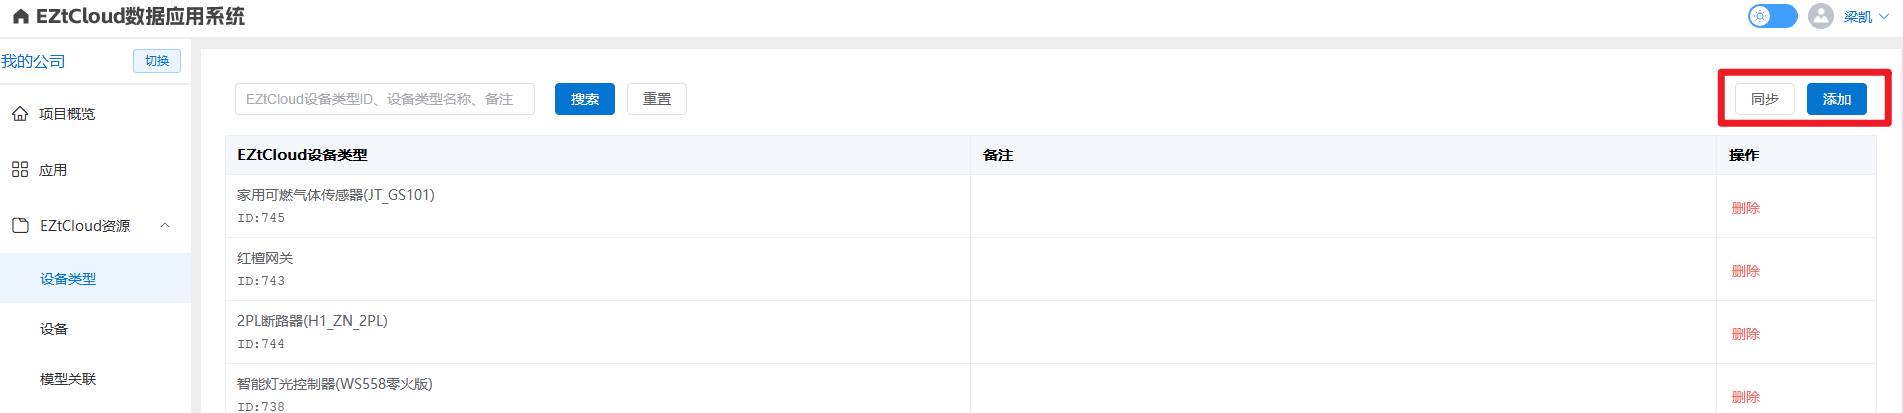 EZtCloud数据应用系统
梁凯
我的公司
切换
项目概览
应用
EZtCloud资源
设备类型
设备
模型关联
EZtCloud设备类型ID、设备类型名称、备注
搜索
重置
同步
添加
EZtCloud设备类型
备注
操作
家用可燃气体传感器(JT_GS101)
ID:745
删除
红檀网关
ID:743
删除
2PL断路器(H1_ZN_2PL)
ID:744
删除
智能灯光控制器(WS558零火版)
ID:738
删除